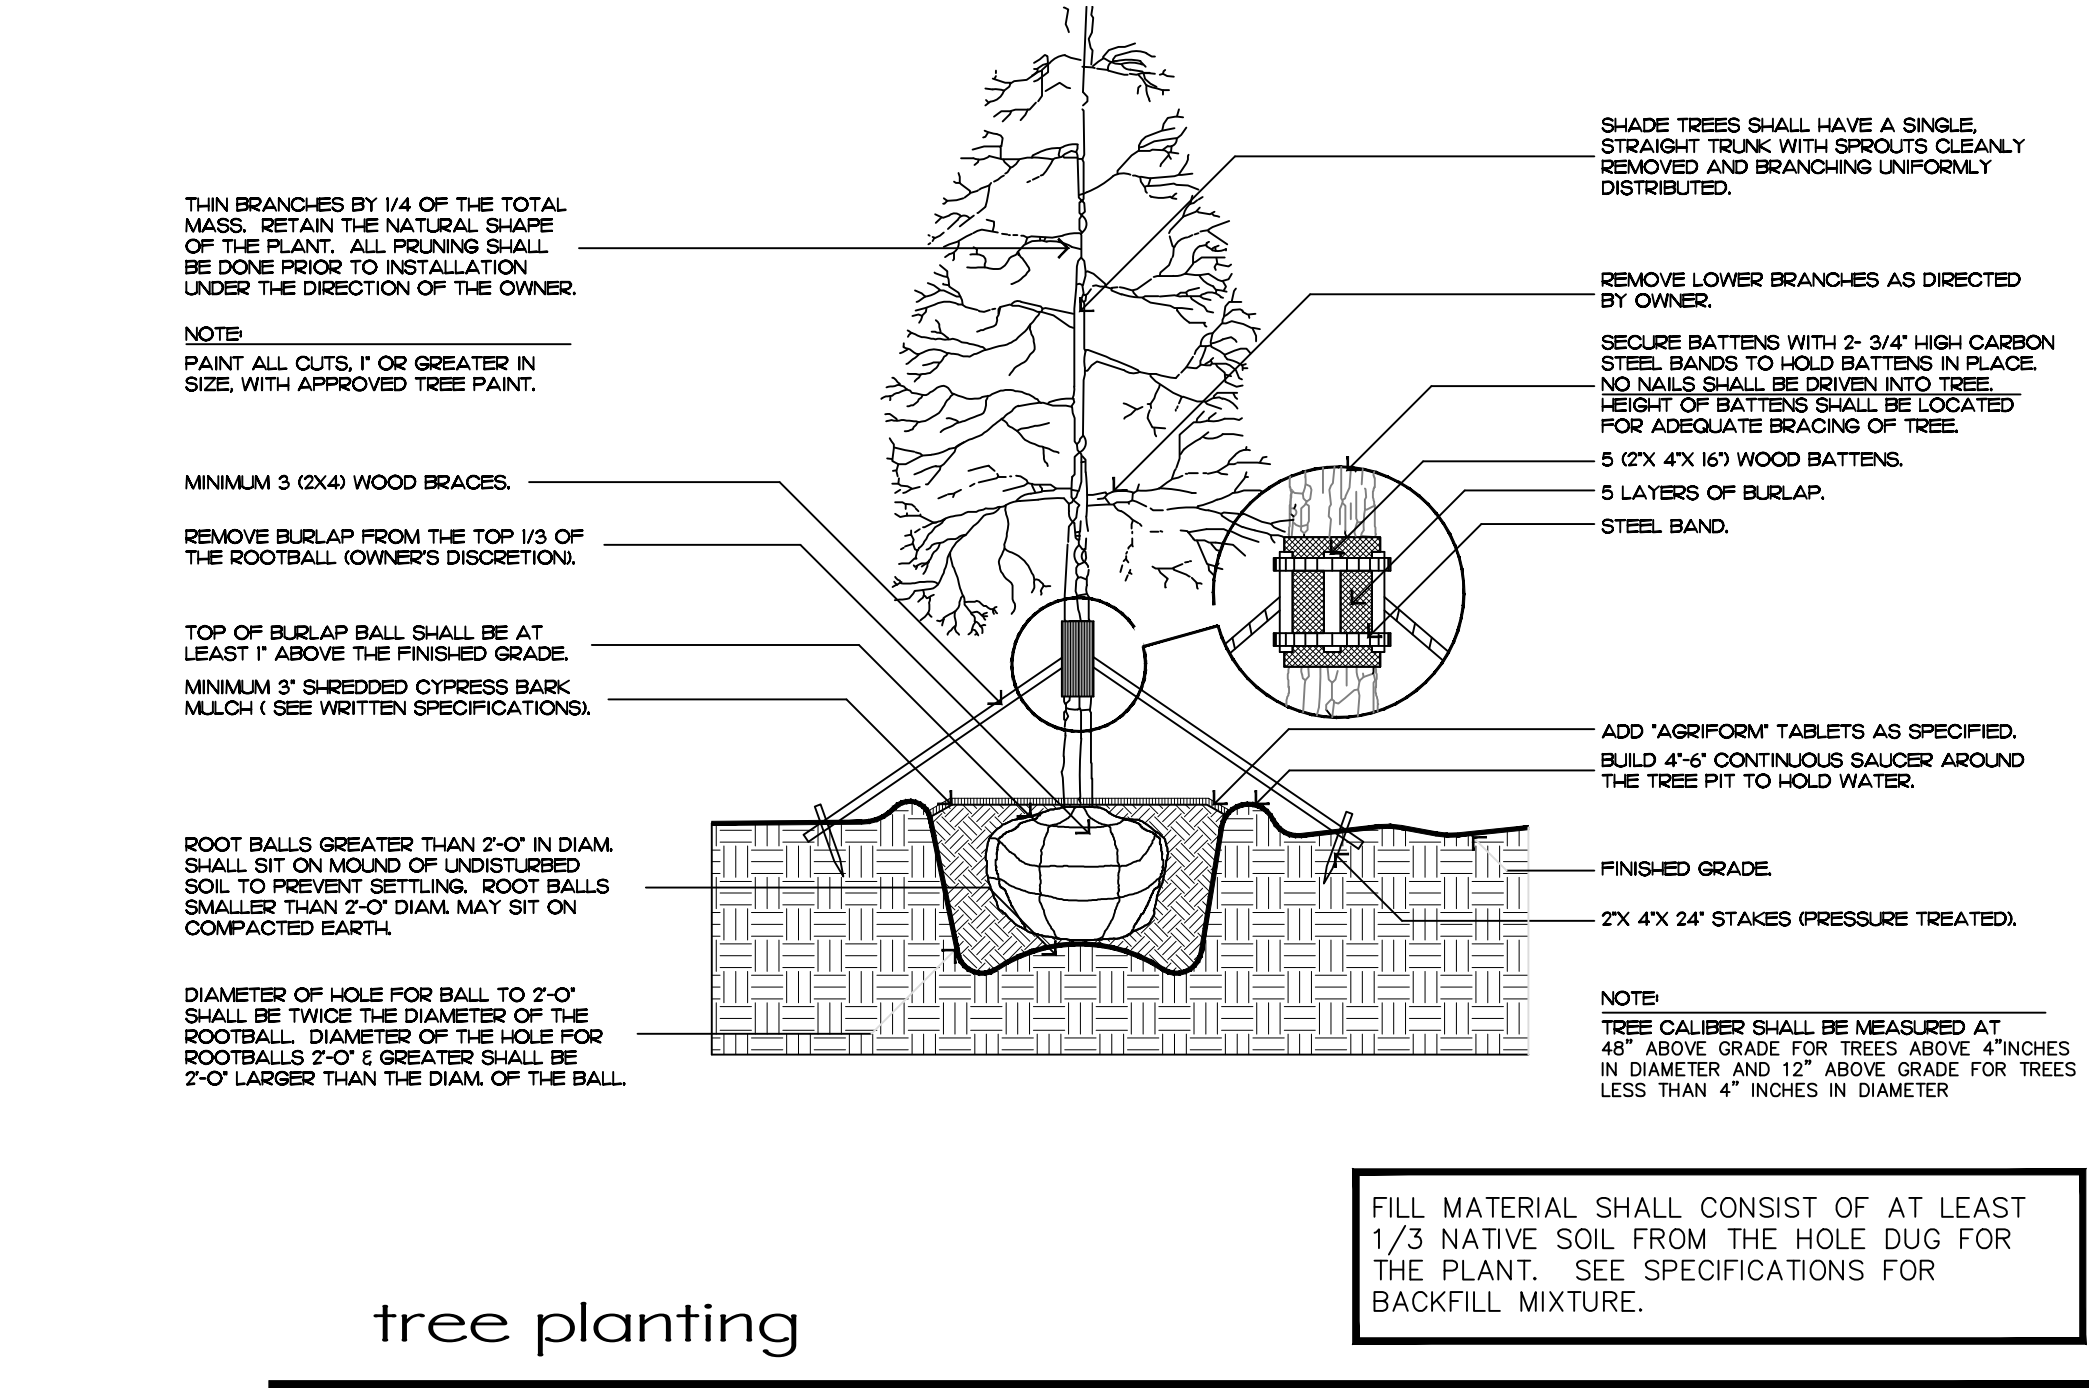 THIN BRANCHES BY 1/4 OF THE TOTAL
MASS.  RETAIN THE NATURAL SHAPE
OF THE PLANT.  ALL PRUNING SHALL
BE DONE PRIOR TO INSTALLATION
UNDER THE DIRECTION OF THE OWNER.
NOTE:
PAINT ALL CUTS, 1" OR GREATER IN
SIZE, WITH APPROVED TREE PAINT.
MINIMUM 3 (2X4) WOOD BRACES.
REMOVE BURLAP FROM THE TOP 1/3 OF
THE ROOTBALL (OWNER'S DISCRETION).
TOP OF BURLAP BALL SHALL BE AT
LEAST 1" ABOVE THE FINISHED GRADE.
MINIMUM 3" SHREDDED CYPRESS BARK
MULCH ( SEE WRITTEN SPECIFICATIONS).
ROOT BALLS GREATER THAN 2'-0" IN DIAM.
SHALL SIT ON MOUND OF UNDISTURBED
SOIL TO PREVENT SETTLING.  ROOT BALLS
SMALLER THAN 2'-0" DIAM. MAY SIT ON
COMPACTED EARTH.
DIAMETER OF HOLE FOR BALL TO 2'-0"
SHALL BE TWICE THE DIAMETER OF THE
ROOTBALL.  DIAMETER OF THE HOLE FOR
ROOTBALLS 2'-0" & GREATER SHALL BE
2'-0" LARGER THAN THE DIAM. OF THE BALL.
SHADE TREES SHALL HAVE A SINGLE,
STRAIGHT TRUNK WITH SPROUTS CLEANLY
REMOVED AND BRANCHING UNIFORMLY
DISTRIBUTED.
REMOVE LOWER BRANCHES AS DIRECTED
BY OWNER.
SECURE BATTENS WITH 2- 3/4" HIGH CARBON
STEEL BANDS TO HOLD BATTENS IN PLACE.
NO NAILS SHALL BE DRIVEN INTO TREE.
HEIGHT OF BATTENS SHALL BE LOCATED
FOR ADEQUATE BRACING OF TREE.
5 (2"X 4"X 16") WOOD BATTENS.
5 LAYERS OF BURLAP.
STEEL BAND.
ADD "AGRIFORM" TABLETS AS SPECIFIED.
BUILD 4"-6" CONTINUOUS SAUCER AROUND
THE TREE PIT TO HOLD WATER.
FINISHED GRADE.
2"X 4"X 24" STAKES (PRESSURE TREATED).
NOTE:
TREE CALIBER SHALL BE MEASURED AT
48" ABOVE GRADE FOR TREES ABOVE 4"INCHES
IN DIAMETER AND 12" ABOVE GRADE FOR TREES
LESS THAN 4" INCHES IN DIAMETER
FILL MATERIAL SHALL CONSIST OF AT LEAST
1/3 NATIVE SOIL FROM THE HOLE DUG FOR
THE PLANT.  SEE SPECIFICATIONS FOR
BACKFILL MIXTURE.
tree planting